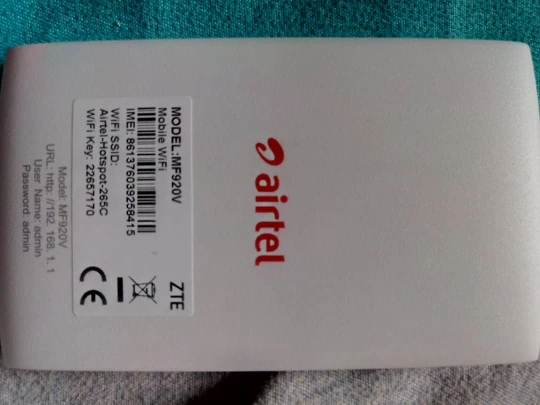 airtel
MODEL:MF920V
Mobile WiFi
IMEI: 861376039258415
WiFi SSID:
Airtel-Hotspot-265C
WiFi Key: 22657170
ZTE
CE
Model: MF920V
URL: http: //192. 168. 1. 1
User Name: admin
Password: admin